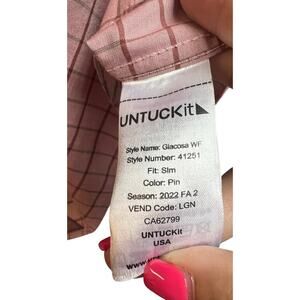 UNTUCKit
Style Name: Giacosa WF
Style Number: 41251
Fit: Slm
Color: Pin
Season: 2022 FA 2
VEND Code: LGN
CA62799
UNTUCKit
USA